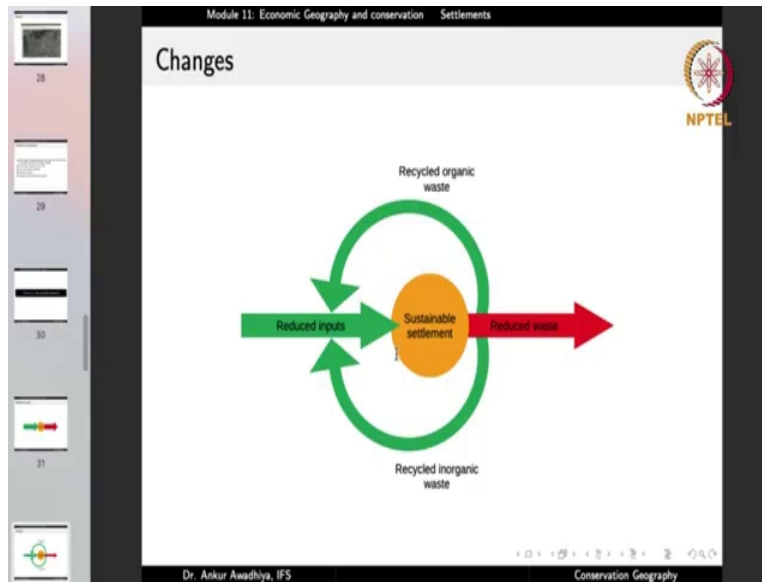 Module 11: Economic Geography and conservation Settlements
Changes
NPTEL
Recycled organic
waste
Reduced inputs
Sustainable
settlement
Reduced waste
Recycled inorganic
waste
28
29
30
31
Dr. Ankur Awadhiya, IFS
Conservation Geography